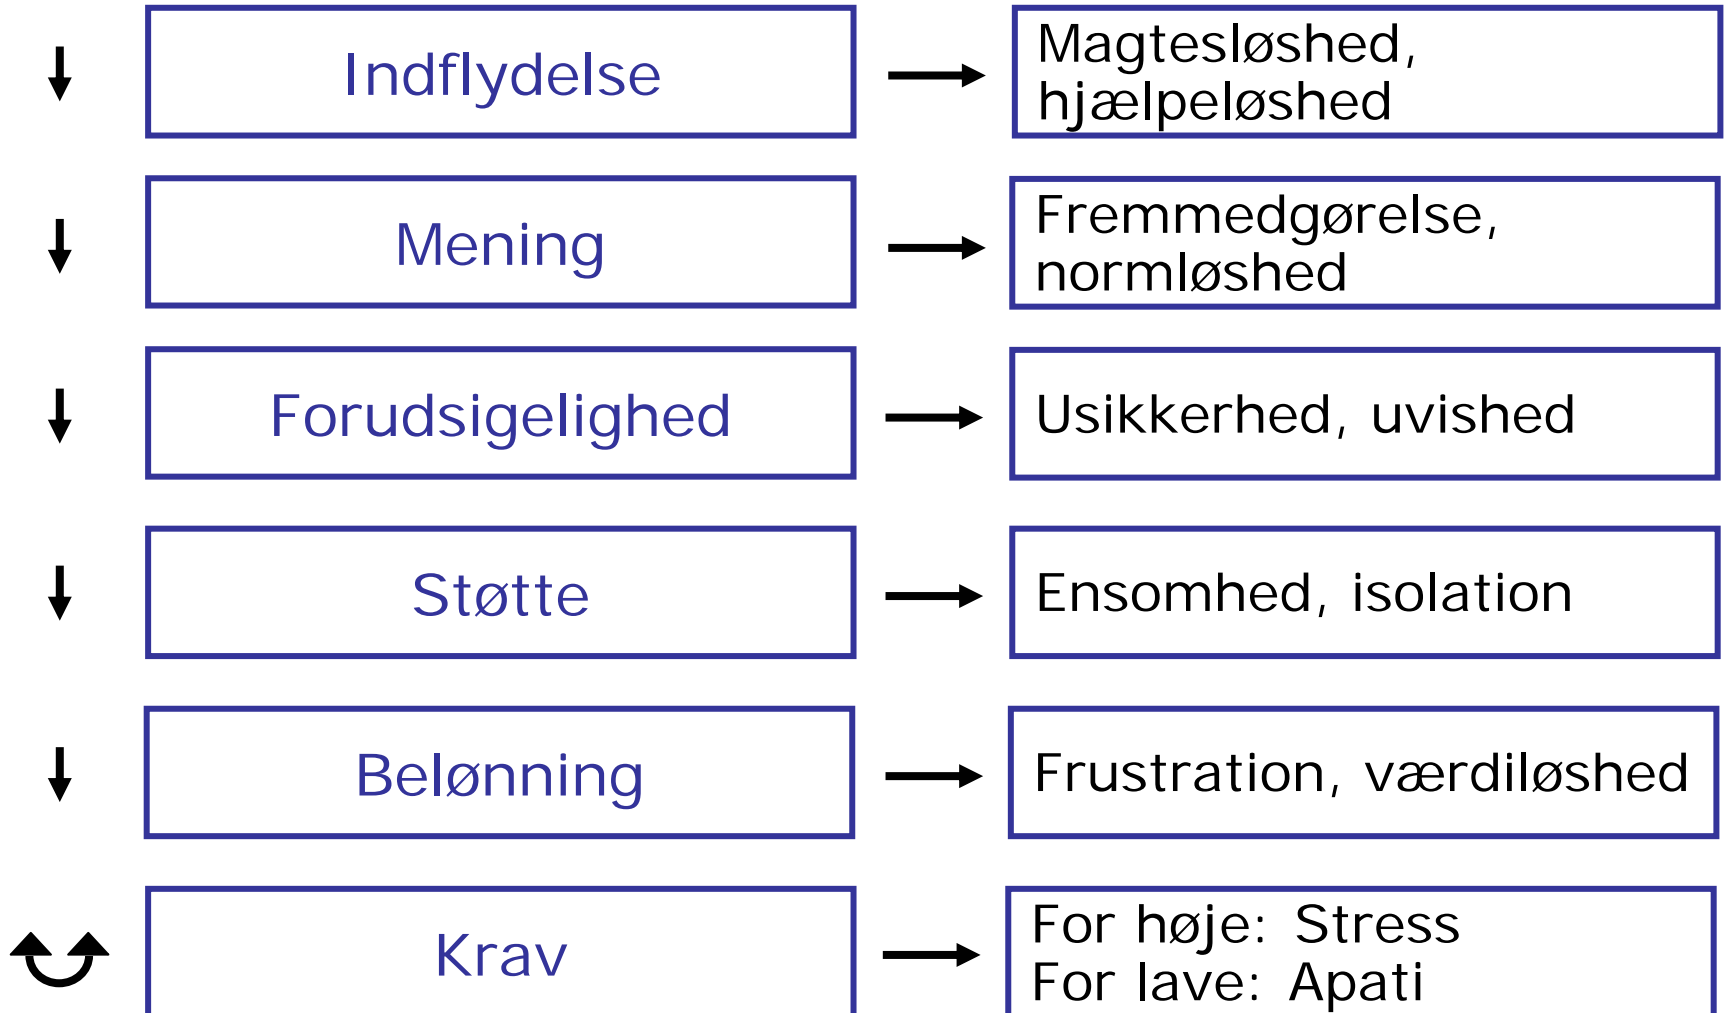 Indflydelse
Magtesløshed,
hjælpeløshed
Mening
Fremmedgørelse,
normløshed
Forudsigelighed
Usikkerhed, uvished
Støtte
Ensomhed, isolation
Belønning
Frustration, værdiløshed
Krav
For høje: Stress
For lave: Apati